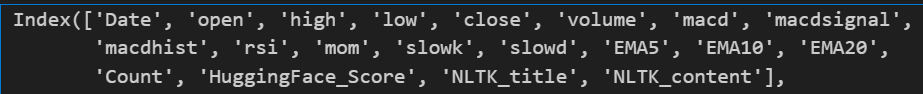 Index(['Date', 'open', 'high', 'low', 'close', 'volume', 'macd', 'macdsignal',
'macdhist', 'rsi', 'mom', 'slowk', 'slowd', 'EMA5', 'EMA10', 'EMA20',
'Count', 'HuggingFace_Score', 'NLTK_title', 'NLTK_content'],